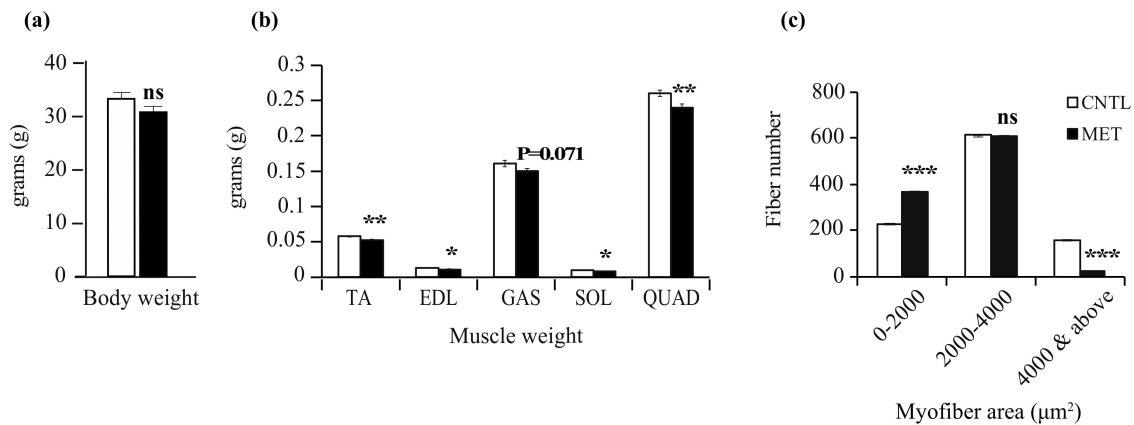 (a)
grams (g)
40
30
20
10
0
ns
Body weight
(b)
grams (g)
0.3
0.25
0.2
0.15
0.1
0.05
0
**
*
P=0.071
*
**
TA EDL GAS SOL QUAD
Muscle weight
(c)
Fiber number
800
600
400
200
0
CNTL
MET
***
ns
***
0-2000
2000-4000
4000 & above
Myofiber area (μm²)